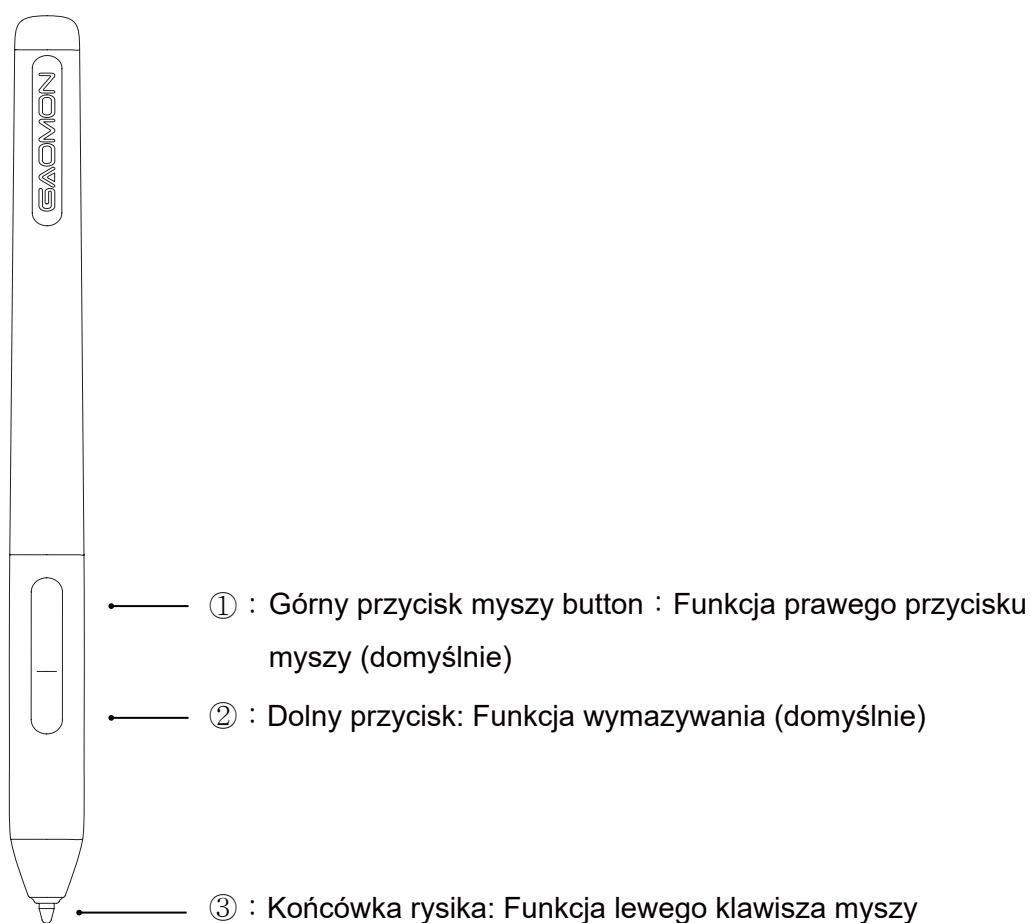 GAOMON
①：Górny przycisk myszy button：Funkcja prawego przycisku
myszy (domyślnie)
②：Dolny przycisk: Funkcja wymazywania (domyślnie)
③：Końcówka rysika: Funkcja lewego klawisza myszy